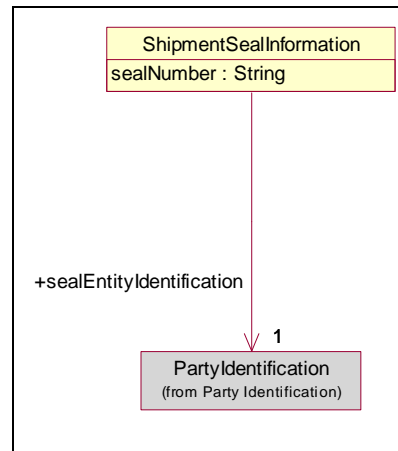 ShipmentSealInformation
sealNumber : String
+sealEntityIdentification
1
PartyIdentification
(from Party Identification)